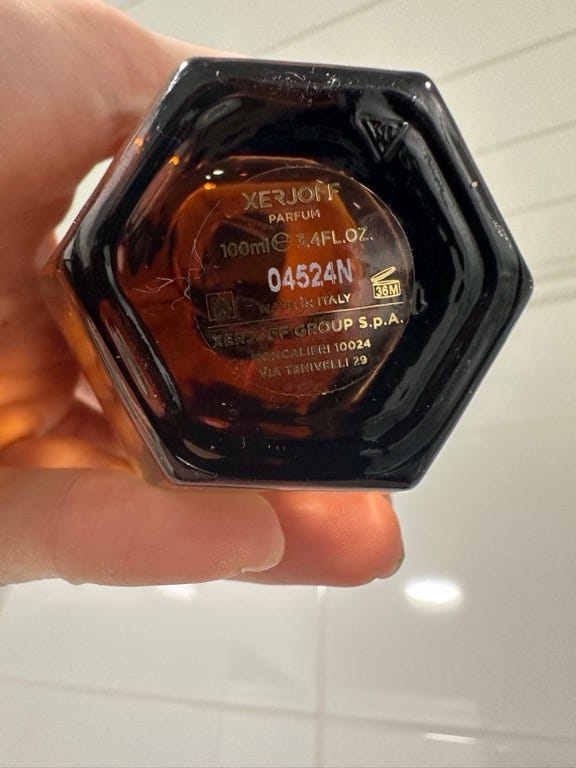 XERJOFF
PARFUM
100ml ℮ 3.4FL.OZ.
04524N
MADE IN ITALY
36M
XERJOFF GROUP S.p.A.
MONCALIERI 10024
VIA TENIVELLI 29